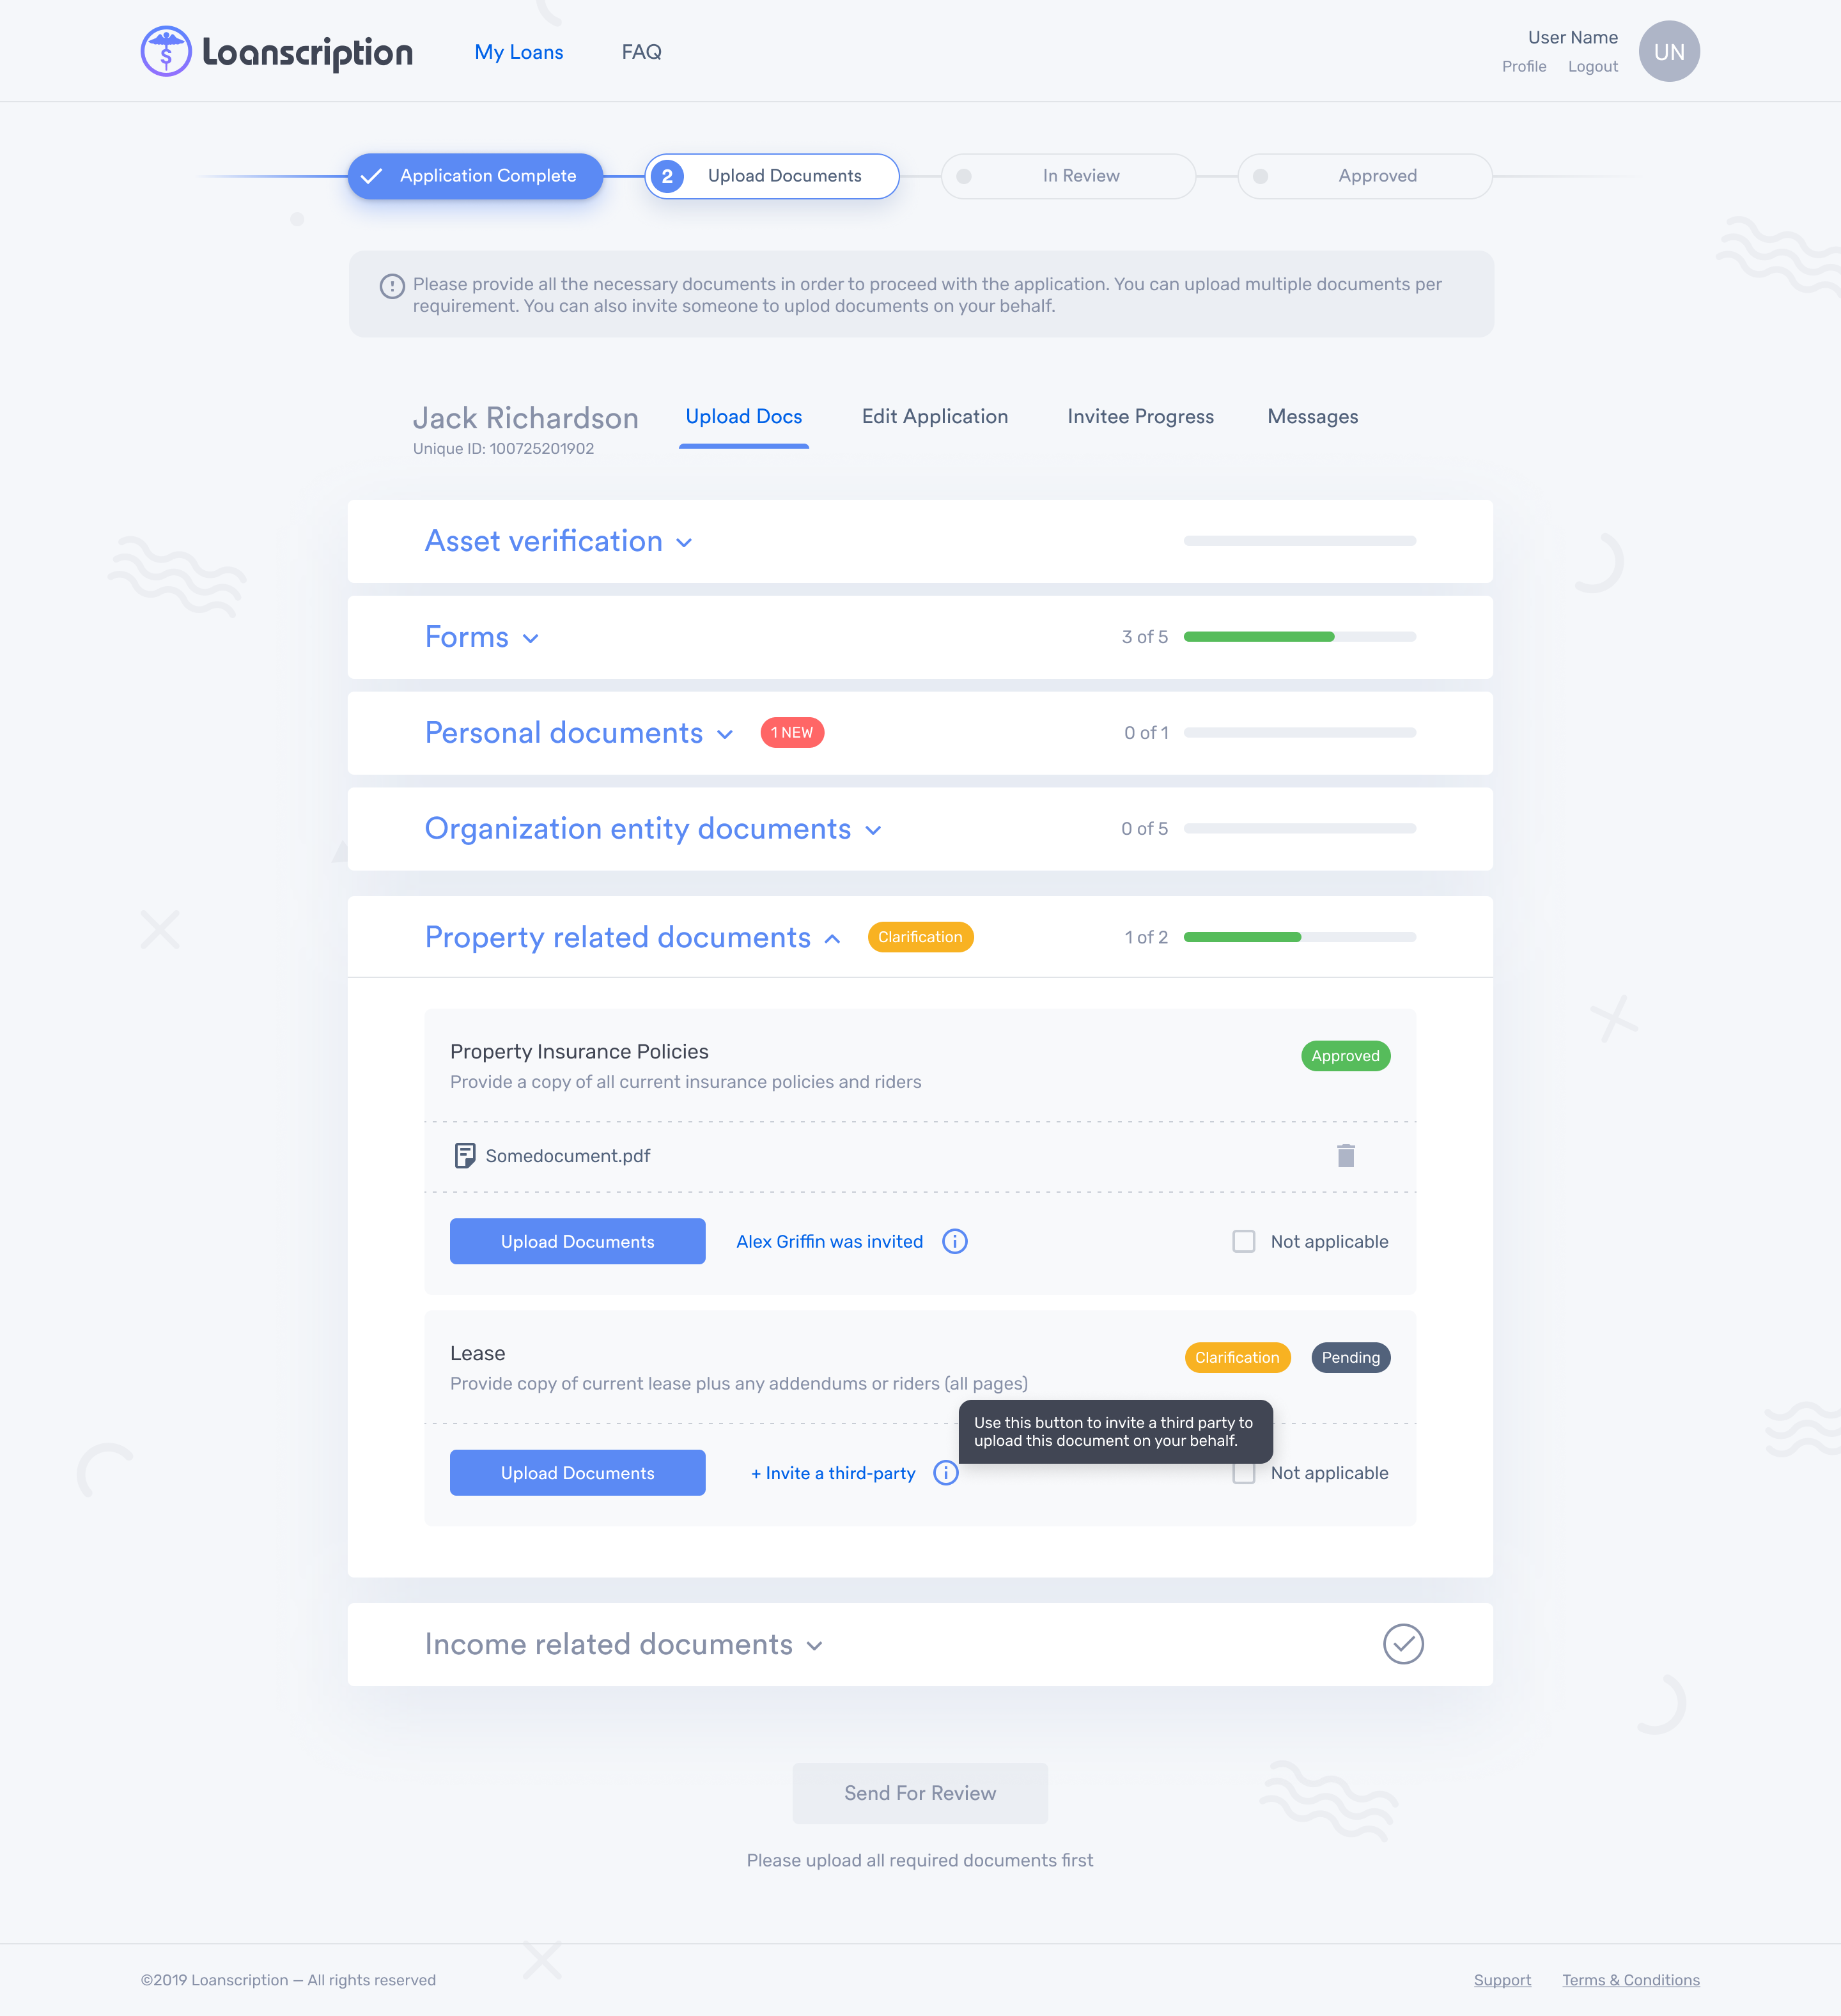 Loanscription
My Loans
FAQ
User Name
Profile
Logout
UN
Application Complete
2
Upload Documents
In Review
Approved
Please provide all the necessary documents in order to proceed with the application. You can upload multiple documents per
requirement. You can also invite someone to uplod documents on your behalf.
Jack Richardson
Unique ID: 100725201902
Upload Docs
Edit Application
Invitee Progress
Messages
Asset verification
Forms
3 of 5
Personal documents
1 NEW
0 of 1
Organization entity documents
0 of 5
Property related documents
Clarification
1 of 2
Property Insurance Policies
Approved
Provide a copy of all current insurance policies and riders
Somedocument.pdf
Upload Documents
Alex Griffin was invited
Not applicable
Lease
Clarification
Pending
Provide copy of current lease plus any addendums or riders (all pages)
Use this button to invite a third party to
upload this document on your behalf.
Upload Documents
+ Invite a third-party
Not applicable
Income related documents
Send For Review
Please upload all required documents first
©2019 Loanscription — All rights reserved
Support
Terms & Conditions